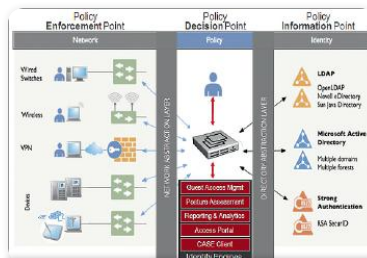 Policy
Enforcement Point
Policy
Decision Point
Policy
Information Point
Network
Policy
Identity
Wired
Switches
Wireless
VPN
Devices
NETWORK ABSTRACTION LAYER
DIRECTORY ABSTRACTION LAYER
Guest Access Mgmt
Posture Assessment
Reporting & Analytics
Access Portal
CASE Client
Identity Engines
LDAP
OpenLDAP
Novell eDirectory
Sun Java Directory
Microsoft Active
Directory
Multiple domains
Multiple forests
Strong
Authentication
RSA SecurID